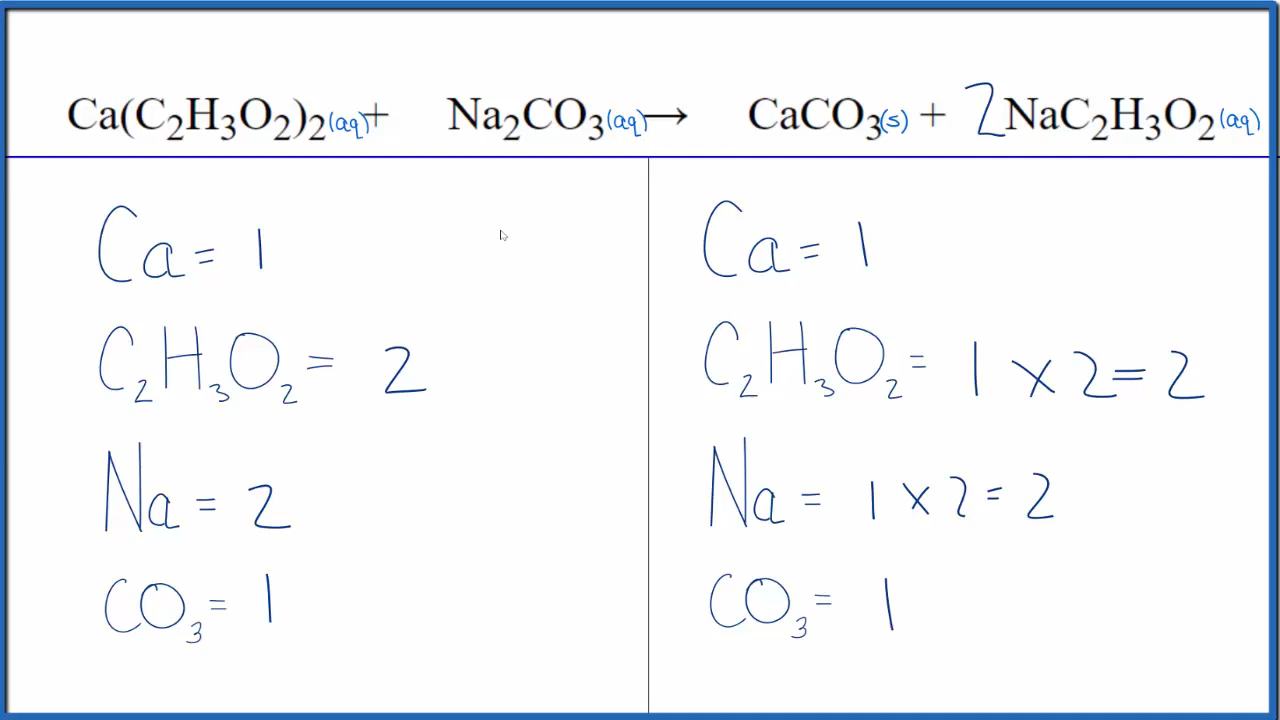 Ca(C₂H₃O₂)₂(aq) + Na₂CO₃(aq) → CaCO₃(s) + 2NaC₂H₃O₂(aq)
Ca = 1
C₂H₃O₂ = 2
Na = 2
CO₃ = 1
Ca = 1
C₂H₃O₂ = 1 x 2 = 2
Na = 1 x 2 = 2
CO₃ = 1